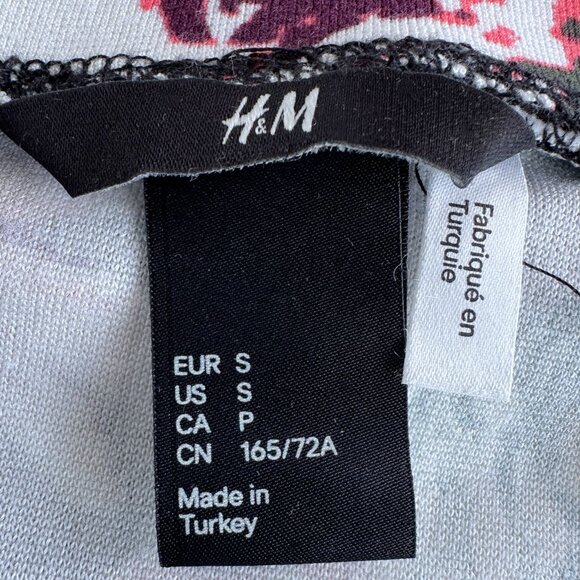 H&M
EUR S
US S
CA P
CN 165/72A
Made in
Turkey
Fabriqué en
Turquie